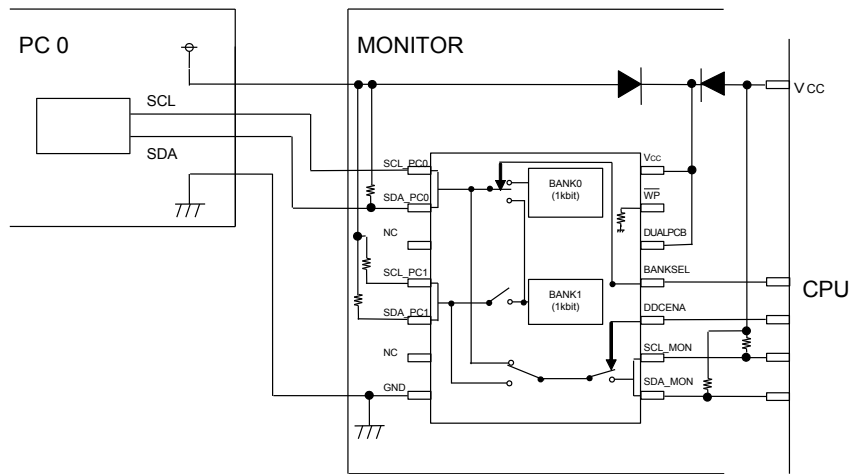 PC 0
MONITOR
SCL
SDA
VCC
CPU
SCL_PC0
SDA_PC0
NC
SCL_PC1
SDA_PC1
NC
GND
BANK0
(1kbit)
BANK1
(1kbit)
VCC
WP
DUALPCB
BANKSEL
DDCENA
SCL_MON
SDA_MON